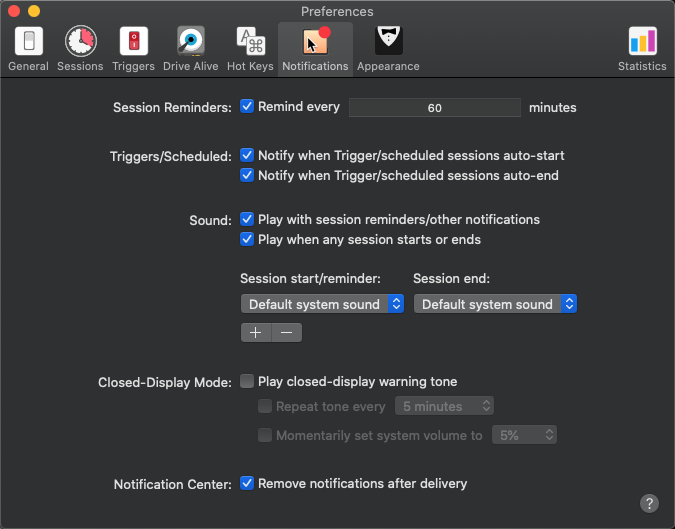 Preferences
General Sessions Triggers Drive Alive Hot Keys Notifications Appearance Statistics
Session Reminders: Remind every 60 minutes
Triggers/Scheduled: Notify when Trigger/scheduled sessions auto-start
Notify when Trigger/scheduled sessions auto-end
Sound: Play with session reminders/other notifications
Play when any session starts or ends
Session start/reminder: Session end:
Default system sound Default system sound
+ −
Closed-Display Mode: Play closed-display warning tone
Repeat tone every 5 minutes
Momentarily set system volume to 5%
Notification Center: Remove notifications after delivery
?